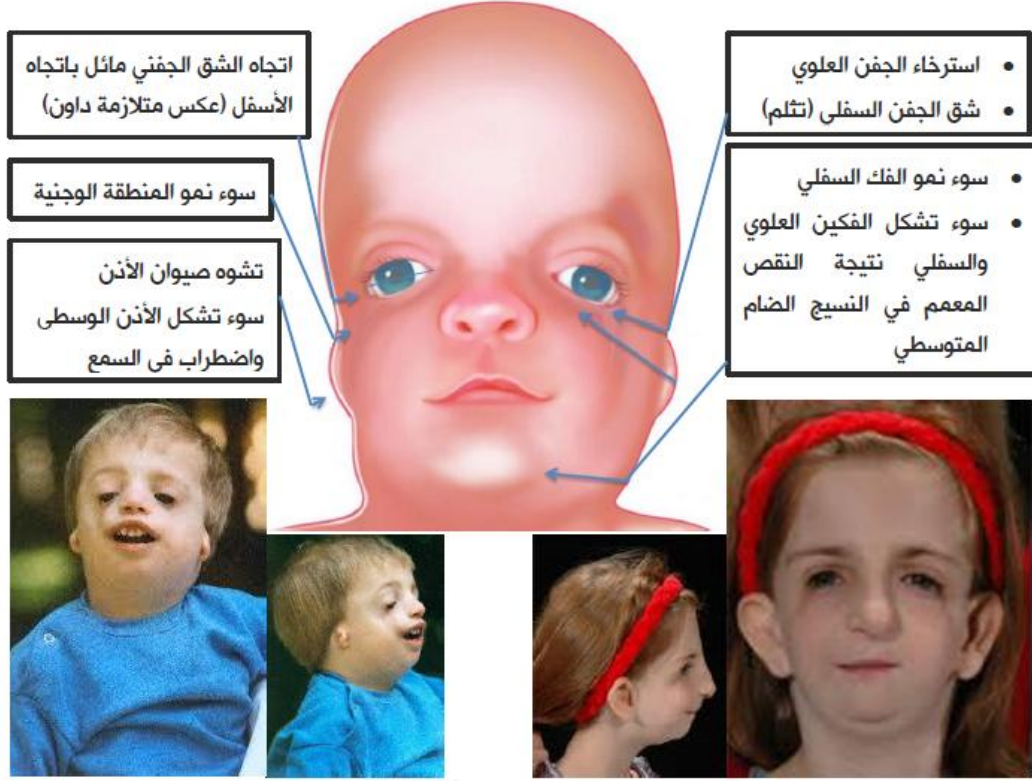 اتجاه الشق الجفني مائل باتجاه
الأسفل (عكس متلازمة داون)
سوء نمو المنطقة الوجنية
تشوه صيوان الأذن
سوء تشكل الأذن الوسطى
واضطراب في السمع
• استرخاء الجفن العلوي
• شق الجفن السفلي (تثلم)
• سوء نمو الفك السفلي
• سوء تشكل الفكين العلوي
والسفلي نتيجة النقص
المعمم في النسيج الضام
المتوسطي